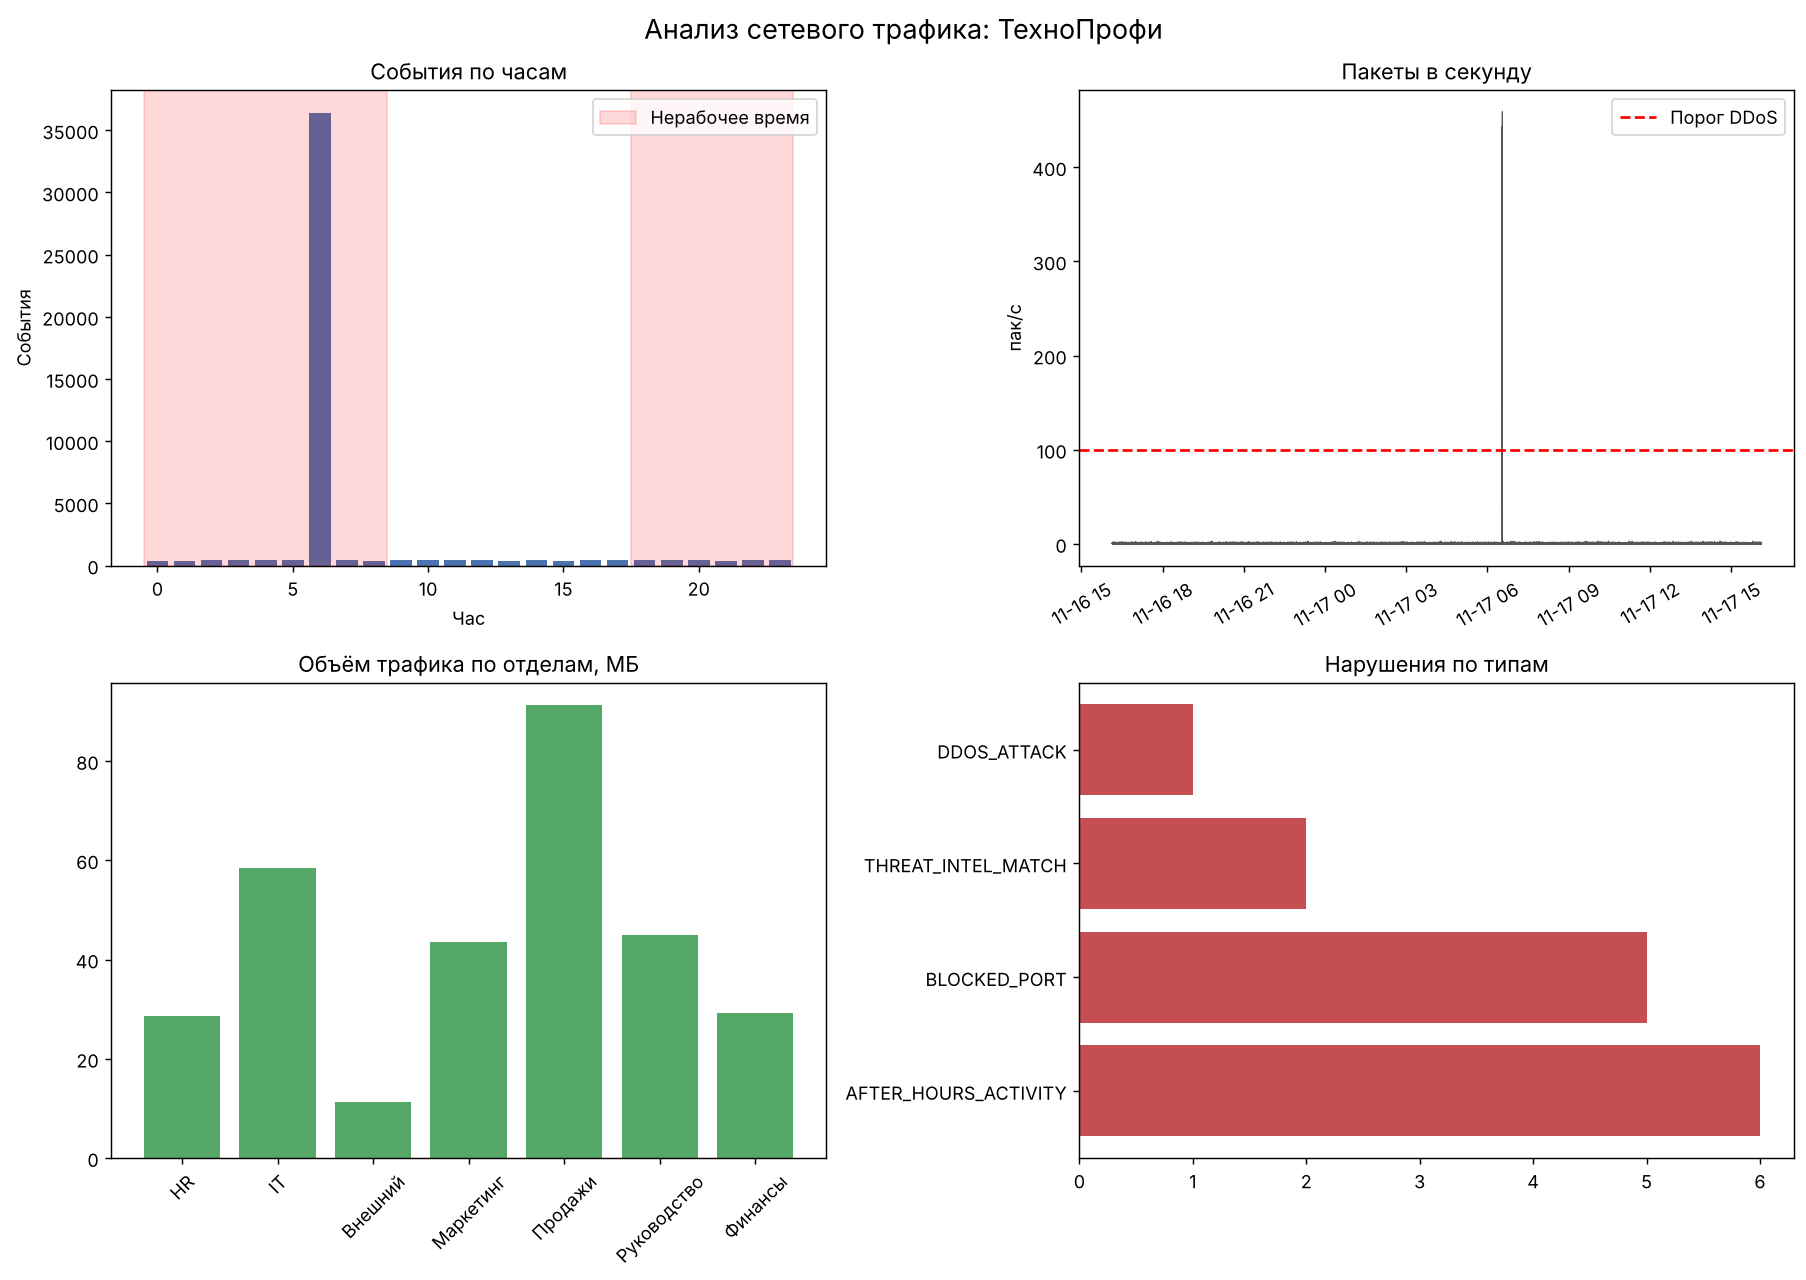 Анализ сетевого трафика: ТехноПрофи
События по часам
Нерабочее время
События
35000
30000
25000
20000
15000
10000
5000
0
0 5 10 15 20
Час
Пакеты в секунду
Порог DDoS
пак/с
400
300
200
100
0
11-16 15 11-16 18 11-16 21 11-17 00 11-17 03 11-17 06 11-17 09 11-17 12 11-17 15
Объём трафика по отделам, МБ
80
60
40
20
0
HR IT Внешний Маркетинг Продажи Руководство Финансы
Нарушения по типам
DDOS_ATTACK
THREAT_INTEL_MATCH
BLOCKED_PORT
AFTER_HOURS_ACTIVITY
0 1 2 3 4 5 6